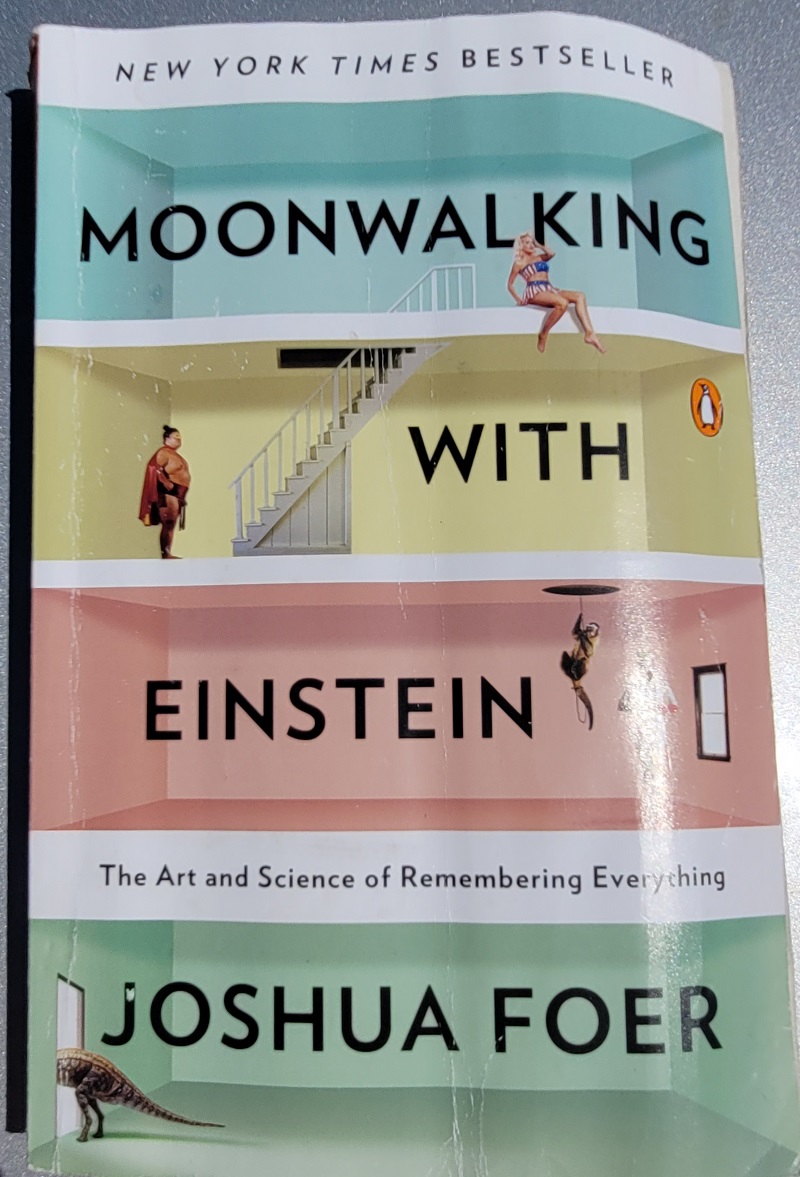 NEW YORK TIMES BESTSELLER
MOONWALKING
WITH
EINSTEIN
The Art and Science of Remembering Everything
JOSHUA FOER